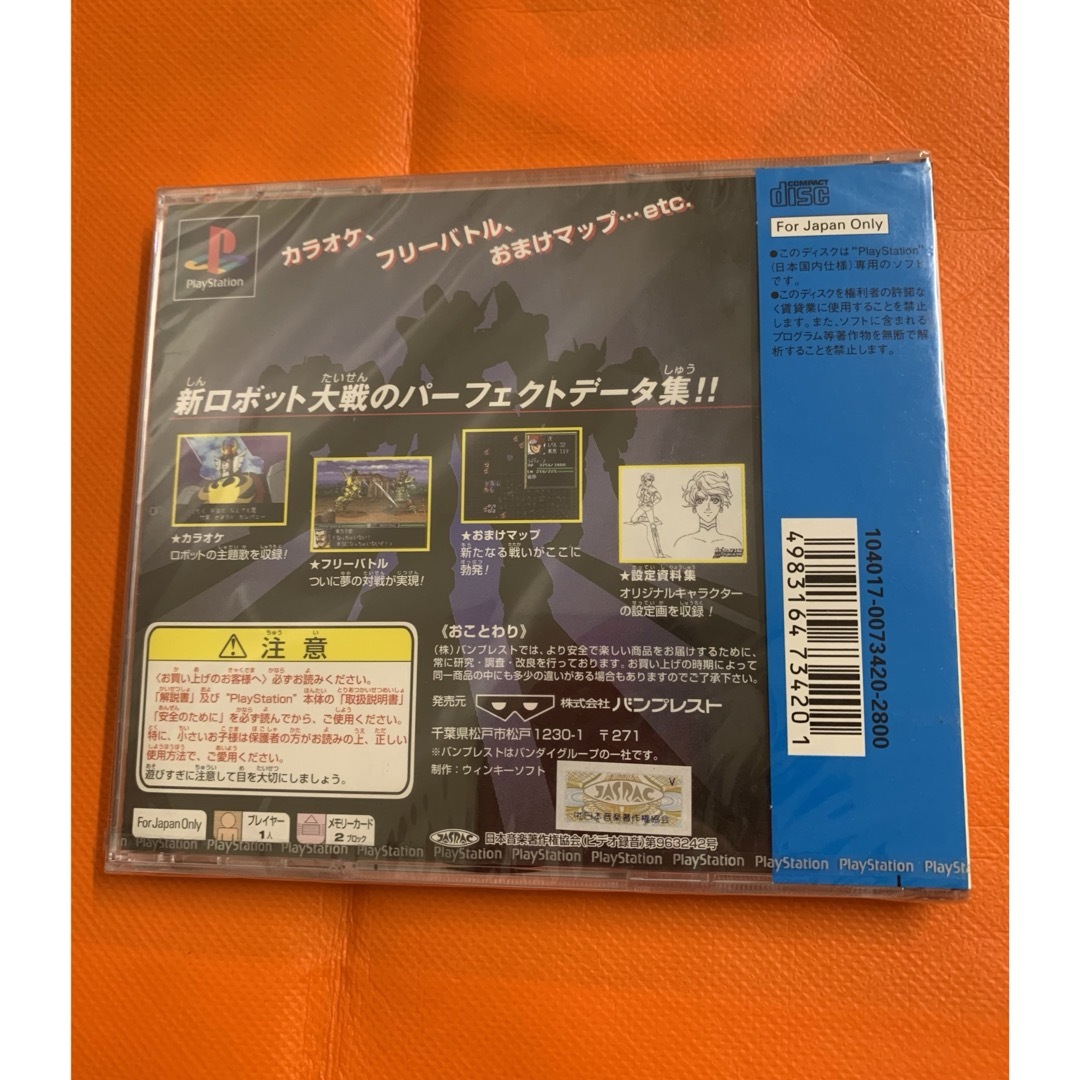 カラオケ、
フリーバトル、
おまけマップ…etc.
PlayStation
新ロボット大戦のパーフェクトデータ集!!
しん
たいせん
しゅう
★カラオケ
ロボットの主題歌を収録!
★フリーバトル
ついに夢の対戦が実現!
★おまけマップ
新たなる戦いがここに
勃発!
★設定資料集
オリジナルキャラクター
の設定画を収録!
注意
ちゅう い
〈お買い上げのお客様へ〉必ずお読みください。
「解説書」及び "PlayStation" 本体の「取扱説明書」
「安全のために」を必ず読んでから、ご使用ください。
特に、小さいお子様は保護者の方がお読みの上、正しい
使用方法で、ご愛用ください。
遊びすぎに注意して目を大切にしましょう。
For Japan Only
プレイヤー
1人
メモリーカード
2ブロック
《おことわり》
(株)バンプレストでは、より安全で楽しい商品をお届けするために、
常に研究・調査・改良を行っております。お買い上げの時期によって
同一商品の中にも多少の違いがある場合もありますのでご了承下さい。
発売元
株式会社バンプレスト
千葉県松戸市松戸1230-1 〒271
※バンプレストはバンダイグループの一社です。
制作:ウィンキーソフト
V
JASRAC
日本音楽著作権協会
JASRAC
日本音楽著作権協会(ビデオ録音)第963242号
PlayStation PlayStation PlayStation PlayStation PlayStation PlayStation
COMPACT
disc
For Japan Only
●このディスクは"PlayStation"
(日本国内仕様)専用のソフト
です。
●このディスクを権利者の許諾な
く賃貸業に使用することを禁止
します。また、ソフトに含まれる
プログラム等著作物を無断で解
析することを禁止します。
104017-0073420-2800
4983164734201